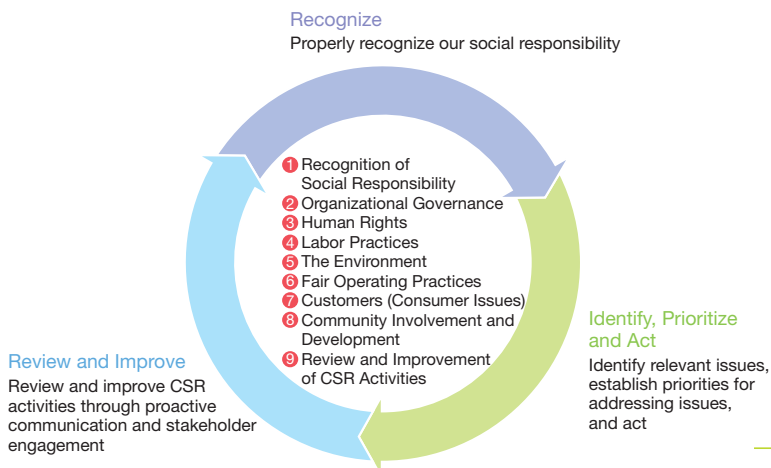 Recognize
Properly recognize our social responsibility
1 Recognition of
Social Responsibility
2 Organizational Governance
3 Human Rights
4 Labor Practices
5 The Environment
6 Fair Operating Practices
7 Customers (Consumer Issues)
8 Community Involvement and
Development
9 Review and Improvement
of CSR Activities
Identify, Prioritize
and Act
Identify relevant issues,
establish priorities for
addressing issues,
and act
Review and Improve
Review and improve CSR
activities through proactive
communication and stakeholder
engagement